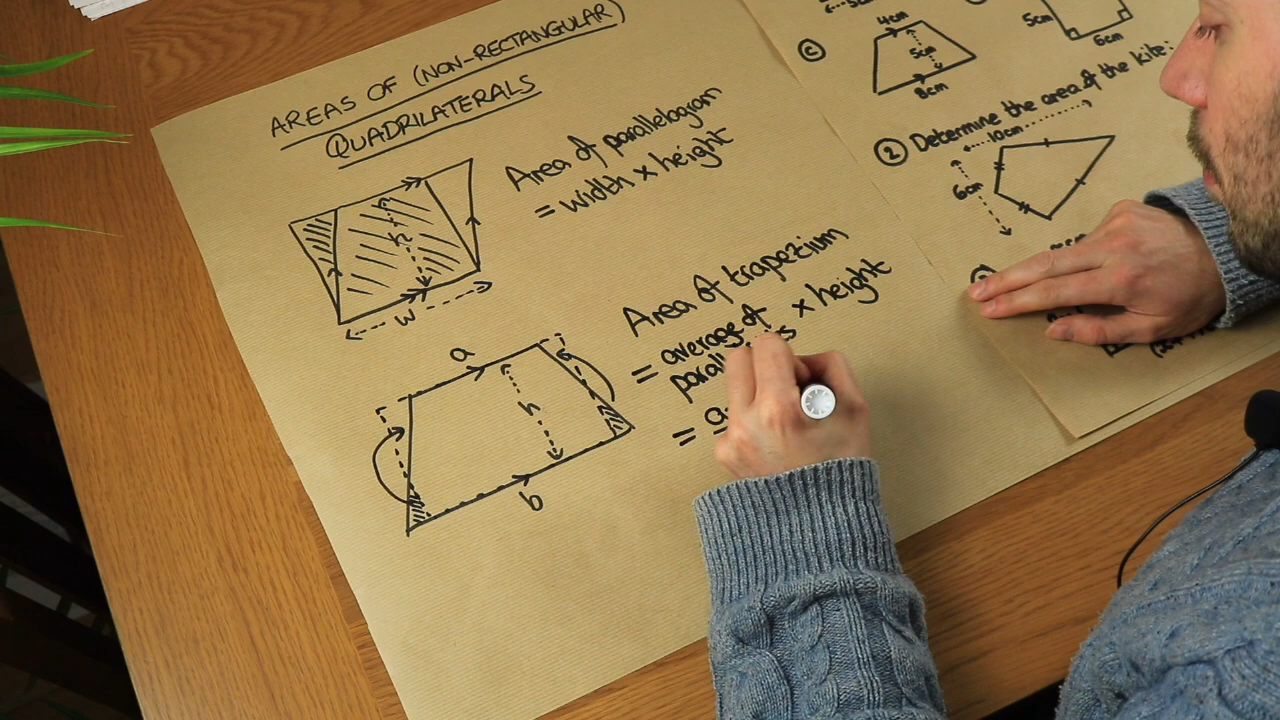 AREAS OF (NON-RECTANGULAR)
QUADRILATERALS
Area of parallelogram
= width × height
h
w
Area of trapezium
= average of × height
=
a
h
b
5cm
c
4cm
5cm
8cm
5cm
6cm
2 Determine the area of the kite:
10cm
6cm